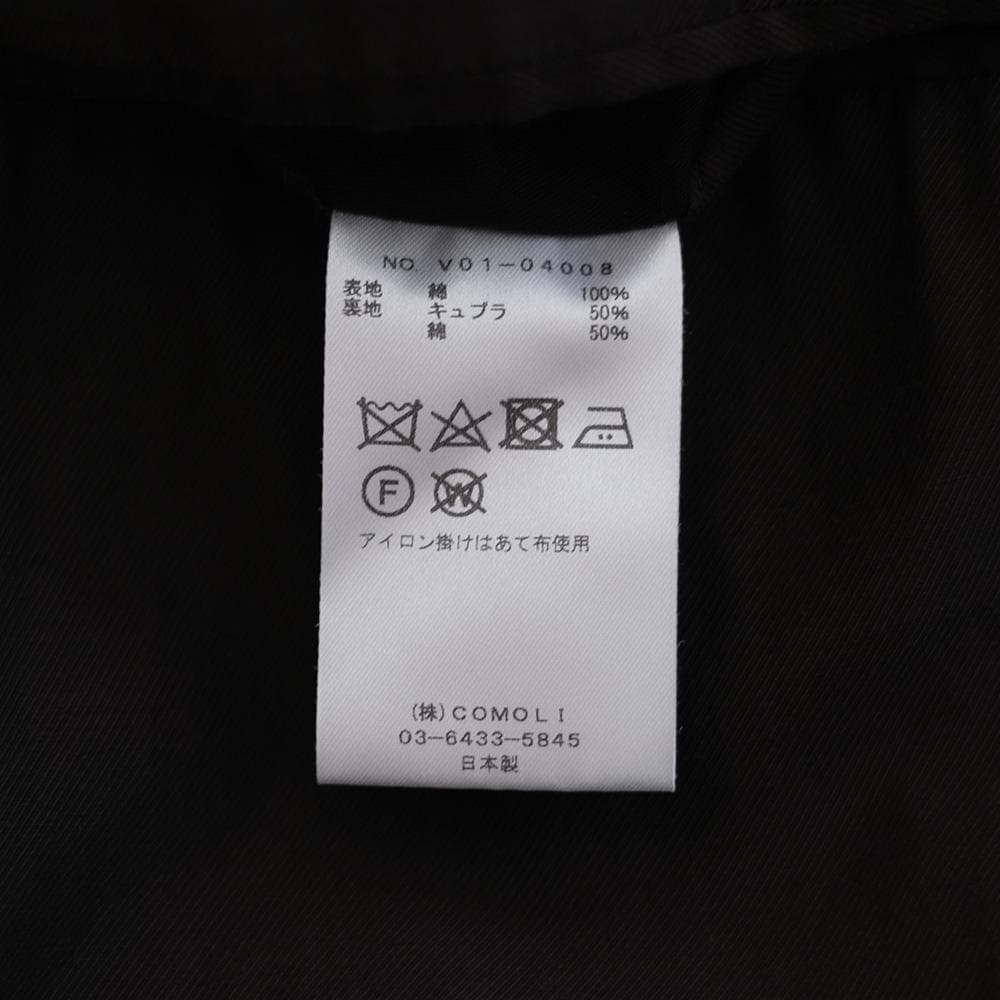 NO. V01-04008
表地 綿 100%
裏地 キュプラ 50%
綿 50%
F W
アイロン掛けはあて布使用
(株)COMOLI
03-6433-5845
日本製